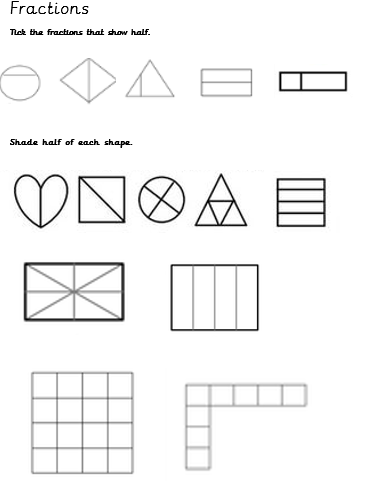 Fractions
Tick the fractions that show half.
Shade half of each shape.